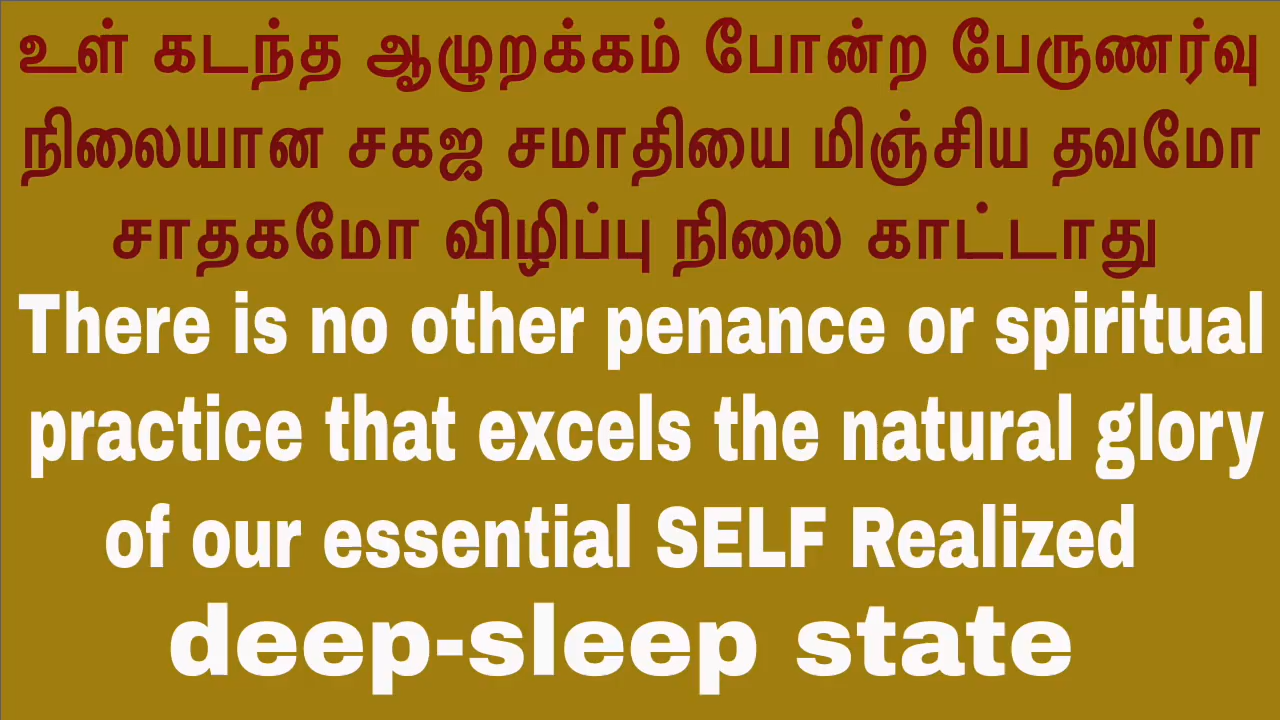 உள் கடந்த ஆழுறக்கம் போன்ற பேருணர்வு
நிலையான சகஜ சமாதியை மிஞ்சிய தவமோ
சாதகமோ விழிப்பு நிலை காட்டாது
There is no other penance or spiritual
practice that excels the natural glory
of our essential SELF Realized
deep-sleep state